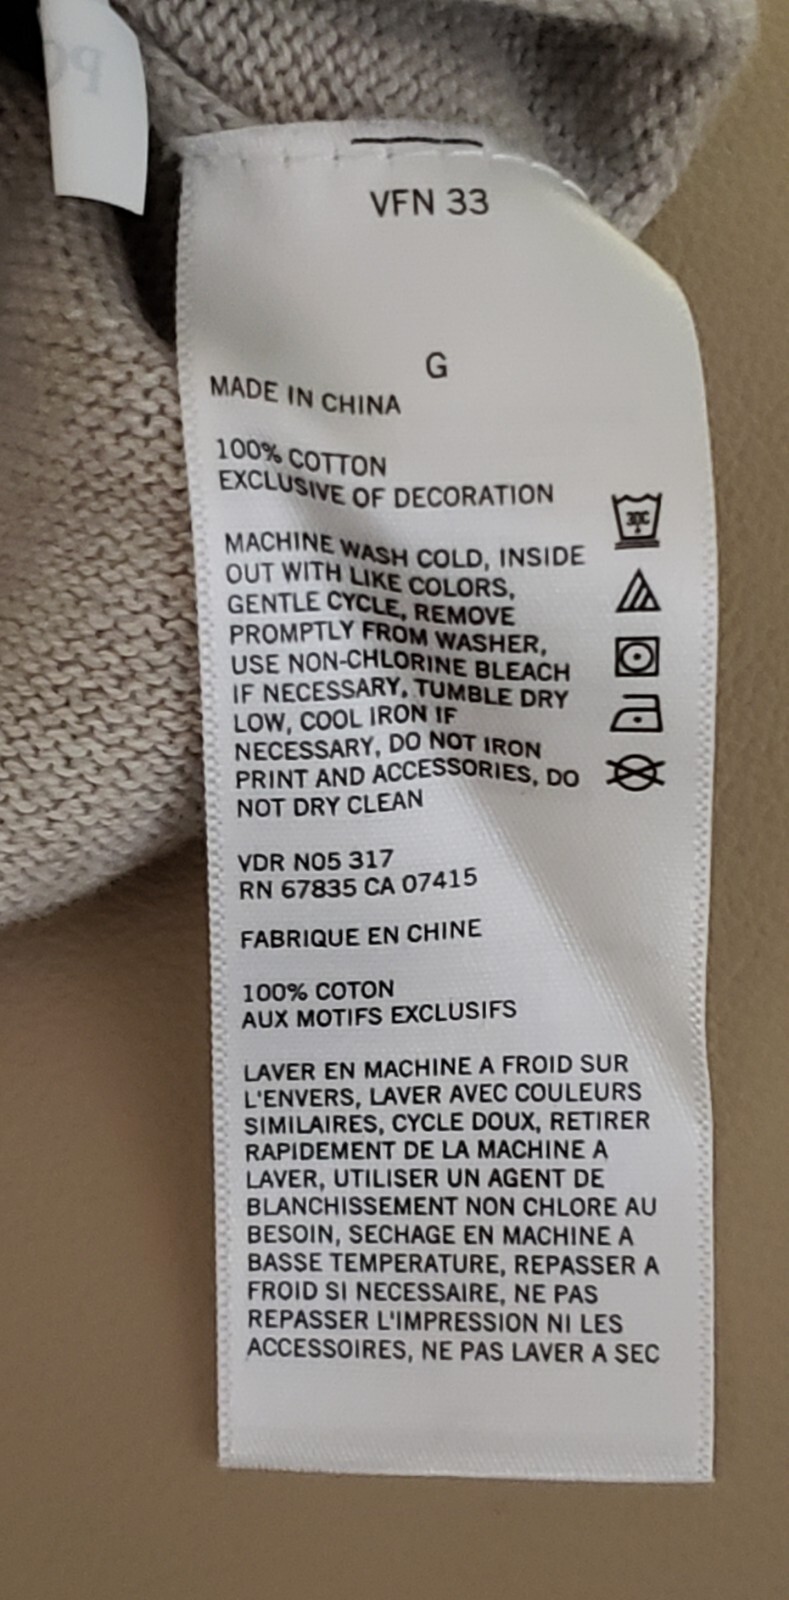 PO
VFN 33
G
MADE IN CHINA
100% COTTON
EXCLUSIVE OF DECORATION
MACHINE WASH COLD, INSIDE
OUT WITH LIKE COLORS,
GENTLE CYCLE, REMOVE
PROMPTLY FROM WASHER,
USE NON-CHLORINE BLEACH
IF NECESSARY, TUMBLE DRY
LOW, COOL IRON IF
NECESSARY, DO NOT IRON
PRINT AND ACCESSORIES, DO
NOT DRY CLEAN
30C
VDR N05 317
RN 67835 CA 07415
FABRIQUE EN CHINE
100% COTON
AUX MOTIFS EXCLUSIFS
LAVER EN MACHINE A FROID SUR
L'ENVERS, LAVER AVEC COULEURS
SIMILAIRES, CYCLE DOUX, RETIRER
RAPIDEMENT DE LA MACHINE A
LAVER, UTILISER UN AGENT DE
BLANCHISSEMENT NON CHLORE AU
BESOIN, SECHAGE EN MACHINE A
BASSE TEMPERATURE, REPASSER A
FROID SI NECESSAIRE, NE PAS
REPASSER L'IMPRESSION NI LES
ACCESSOIRES, NE PAS LAVER A SEC